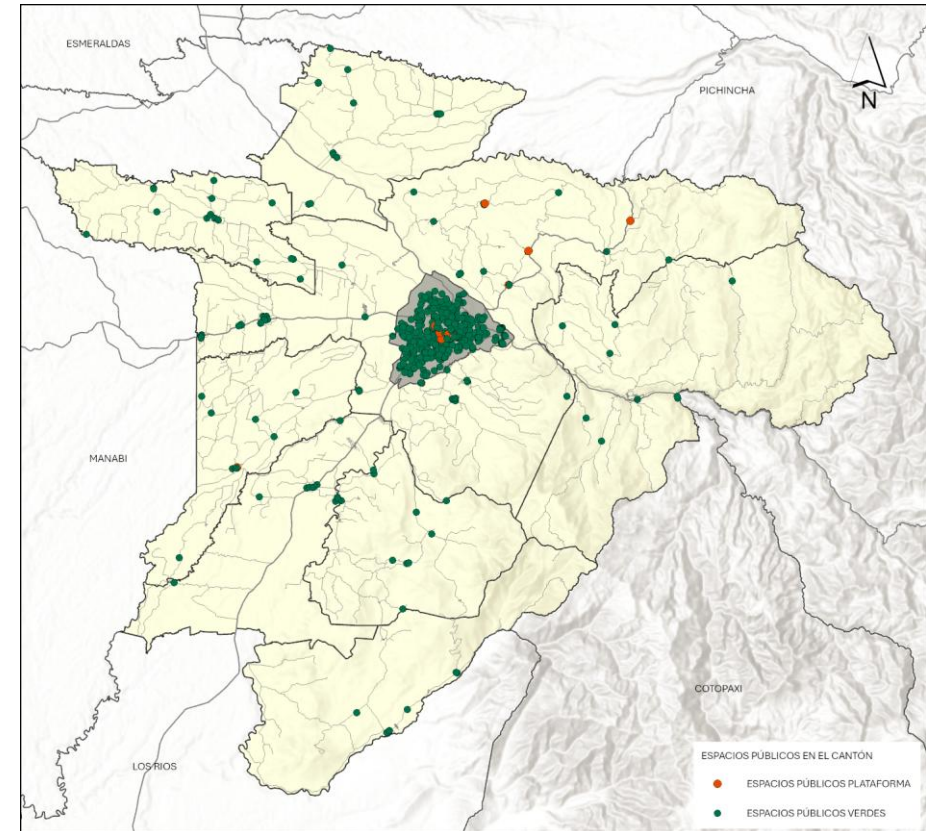 ESMERALDAS
PICHINCHA
N
MANABI
COTOPAXI
LOS RIOS
ESPACIOS PÚBLICOS EN EL CANTÓN
ESPACIOS PÚBLICOS PLATAFORMA
ESPACIOS PÚBLICOS VERDES